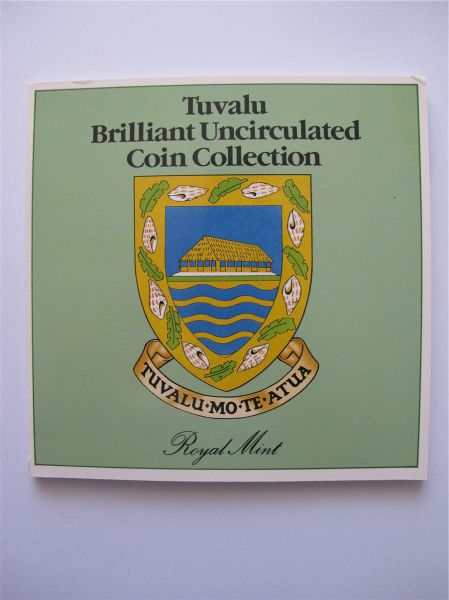 Tuvalu
Brilliant Uncirculated
Coin Collection
TUVALU·MO·TE·ATUA
Royal Mint